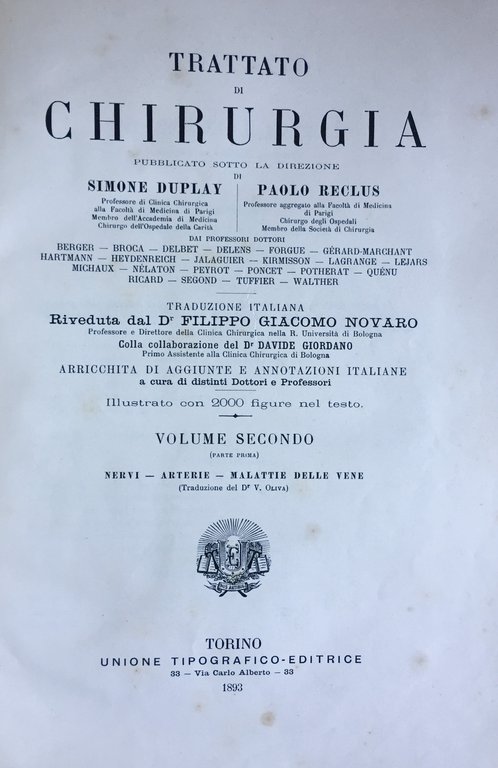 TRATTATO
DI
CHIRURGIA
PUBBLICATO SOTTO LA DIREZIONE
DI
SIMONE DUPLAY
Professore di Clinica Chirurgica
alla Facoltà di Medicina di Parigi
Membro dell'Accademia di Medicina
Chirurgo dell'Ospedale della Carità
PAOLO RECLUS
Professore aggregato alla Facoltà di Medicina
di Parigi
Chirurgo degli Ospedali
Membro della Società di Chirurgia
DAI PROFESSORI DOTTORI
BERGER — BROCA — DELBET — DELENS — FORGUE — GÉRARD-MARCHANT
HARTMANN — HEYDENREICH — JALAGUIER — KIRMISSON — LAGRANGE — LEJARS
MICHAUX — NÉLATON — PEYROT — PONCET — POTHERAT — QUÉNU
RICARD — SEGOND — TUFFIER — WALTHER
TRADUZIONE ITALIANA
Riveduta dal Dr FILIPPO GIACOMO NOVARO
Professore e Direttore della Clinica Chirurgica nella R. Università di Bologna
Colla collaborazione del Dr DAVIDE GIORDANO
Primo Assistente alla Clinica Chirurgica di Bologna
ARRICCHITA DI AGGIUNTE E ANNOTAZIONI ITALIANE
a cura di distinti Dottori e Professori
Illustrato con 2000 figure nel testo.
VOLUME SECONDO
(PARTE PRIMA)
NERVI — ARTERIE — MALATTIE DELLE VENE
(Traduzione del Dr V. OLIVA)
TORINO
UNIONE TIPOGRAFICO-EDITRICE
33 — Via Carlo Alberto — 33
1893